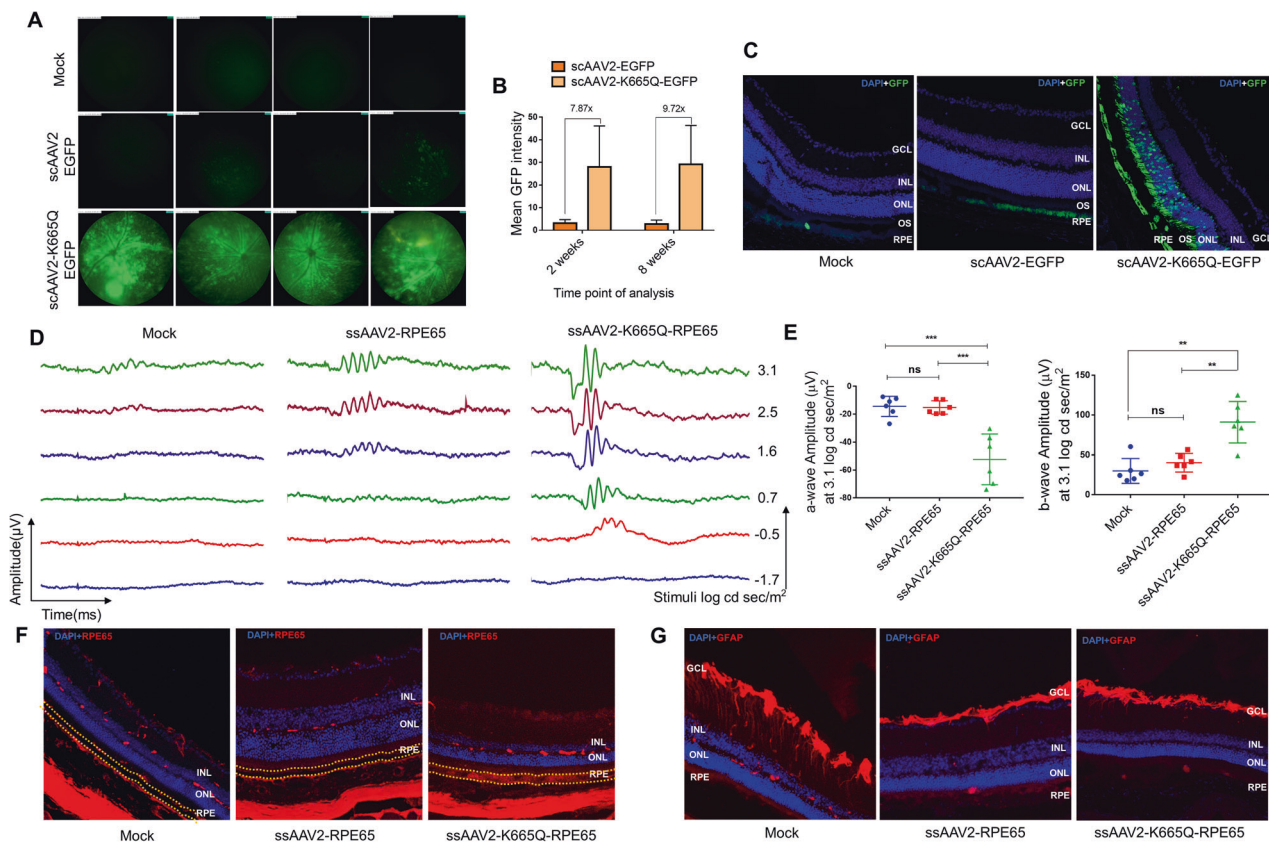 A
Mock
scAAV2
EGFP
scAAV2-K665Q
EGFP
B
scAAV2-EGFP
scAAV2-K665Q-EGFP
7.87x
9.72x
Mean GFP intensity
50
40
30
20
10
0
2 weeks
8 weeks
Time point of analysis
C
DAPI+GFP
GCL
INL
ONL
OS
RPE
Mock
DAPI+GFP
GCL
INL
ONL
OS
RPE
scAAV2-EGFP
DAPI+GFP
RPE OS ONL INL GCL
scAAV2-K665Q-EGFP
D
Mock
ssAAV2-RPE65
ssAAV2-K665Q-RPE65
3.1
2.5
1.6
0.7
-0.5
-1.7
Amplitude(µV)
Time(ms)
Stimuli log cd sec/m²
E
a-wave Amplitude (µV)
at 3.1 log cd sec/m²
0
-20
-40
-60
-80
***
***
ns
Mock
ssAAV2-RPE65
ssAAV2-K665Q-RPE65
b-wave Amplitude (µV)
at 3.1 log cd sec/m²
150
100
50
0
**
**
ns
Mock
ssAAV2-RPE65
ssAAV2-K665Q-RPE65
F
DAPI+RPE65
INL
ONL
RPE
Mock
DAPI+RPE65
INL
ONL
RPE
ssAAV2-RPE65
DAPI+RPE65
INL
ONL
RPE
ssAAV2-K665Q-RPE65
G
DAPI+GFAP
GCL
INL
ONL
RPE
Mock
DAPI+GFAP
GCL
INL
ONL
RPE
ssAAV2-RPE65
DAPI+GFAP
GCL
INL
ONL
RPE
ssAAV2-K665Q-RPE65